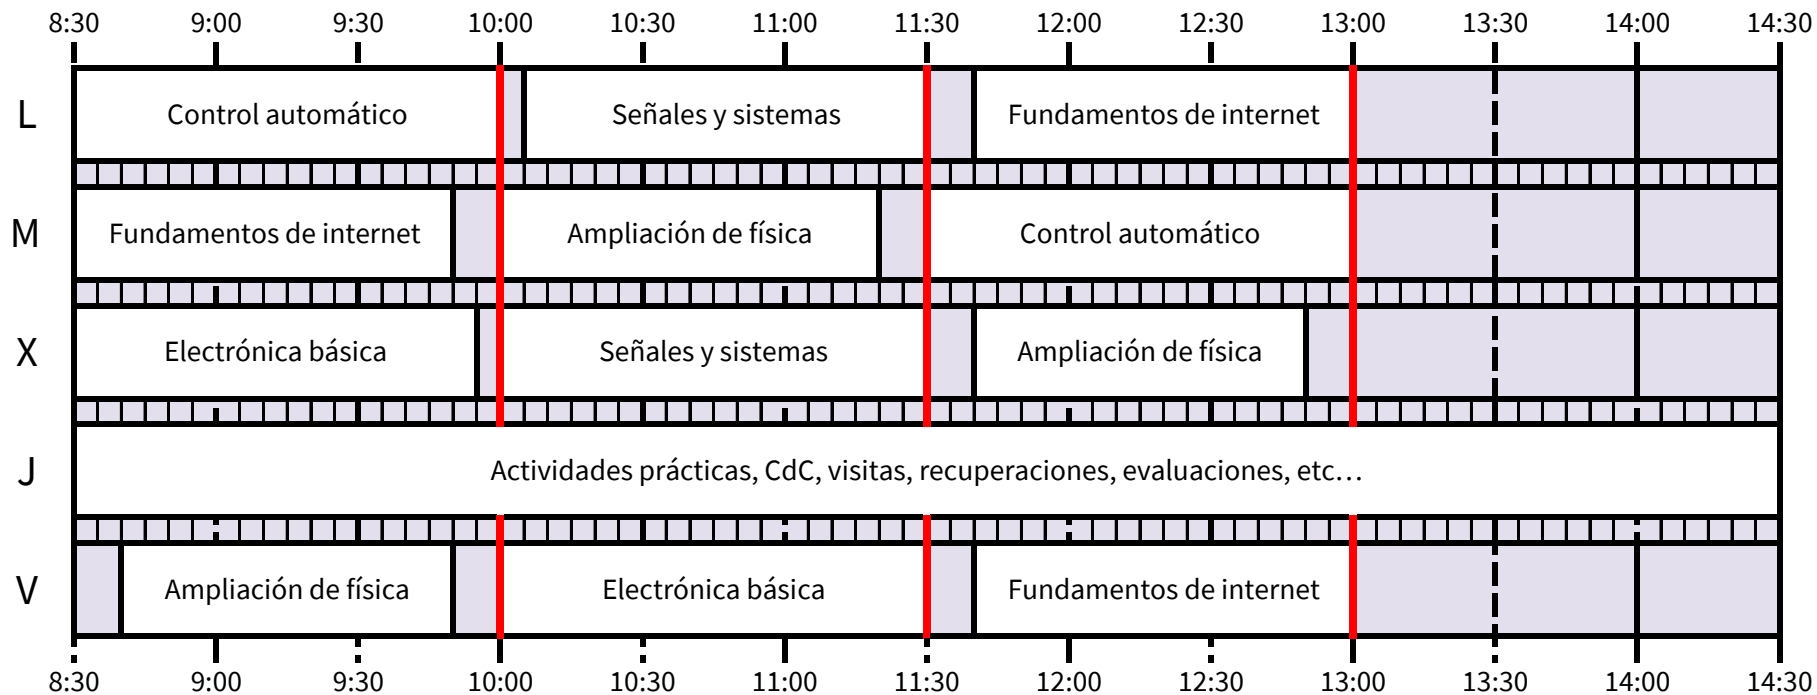 8:30 9:00 9:30 10:00 10:30 11:00 11:30 12:00 12:30 13:00 13:30 14:00 14:30
L Control automático Señales y sistemas Fundamentos de internet
M Fundamentos de internet Ampliación de física Control automático
X Electrónica básica Señales y sistemas Ampliación de física
J Actividades prácticas, CdC, visitas, recuperaciones, evaluaciones, etc…
V Ampliación de física Electrónica básica Fundamentos de internet
8:30 9:00 9:30 10:00 10:30 11:00 11:30 12:00 12:30 13:00 13:30 14:00 14:30